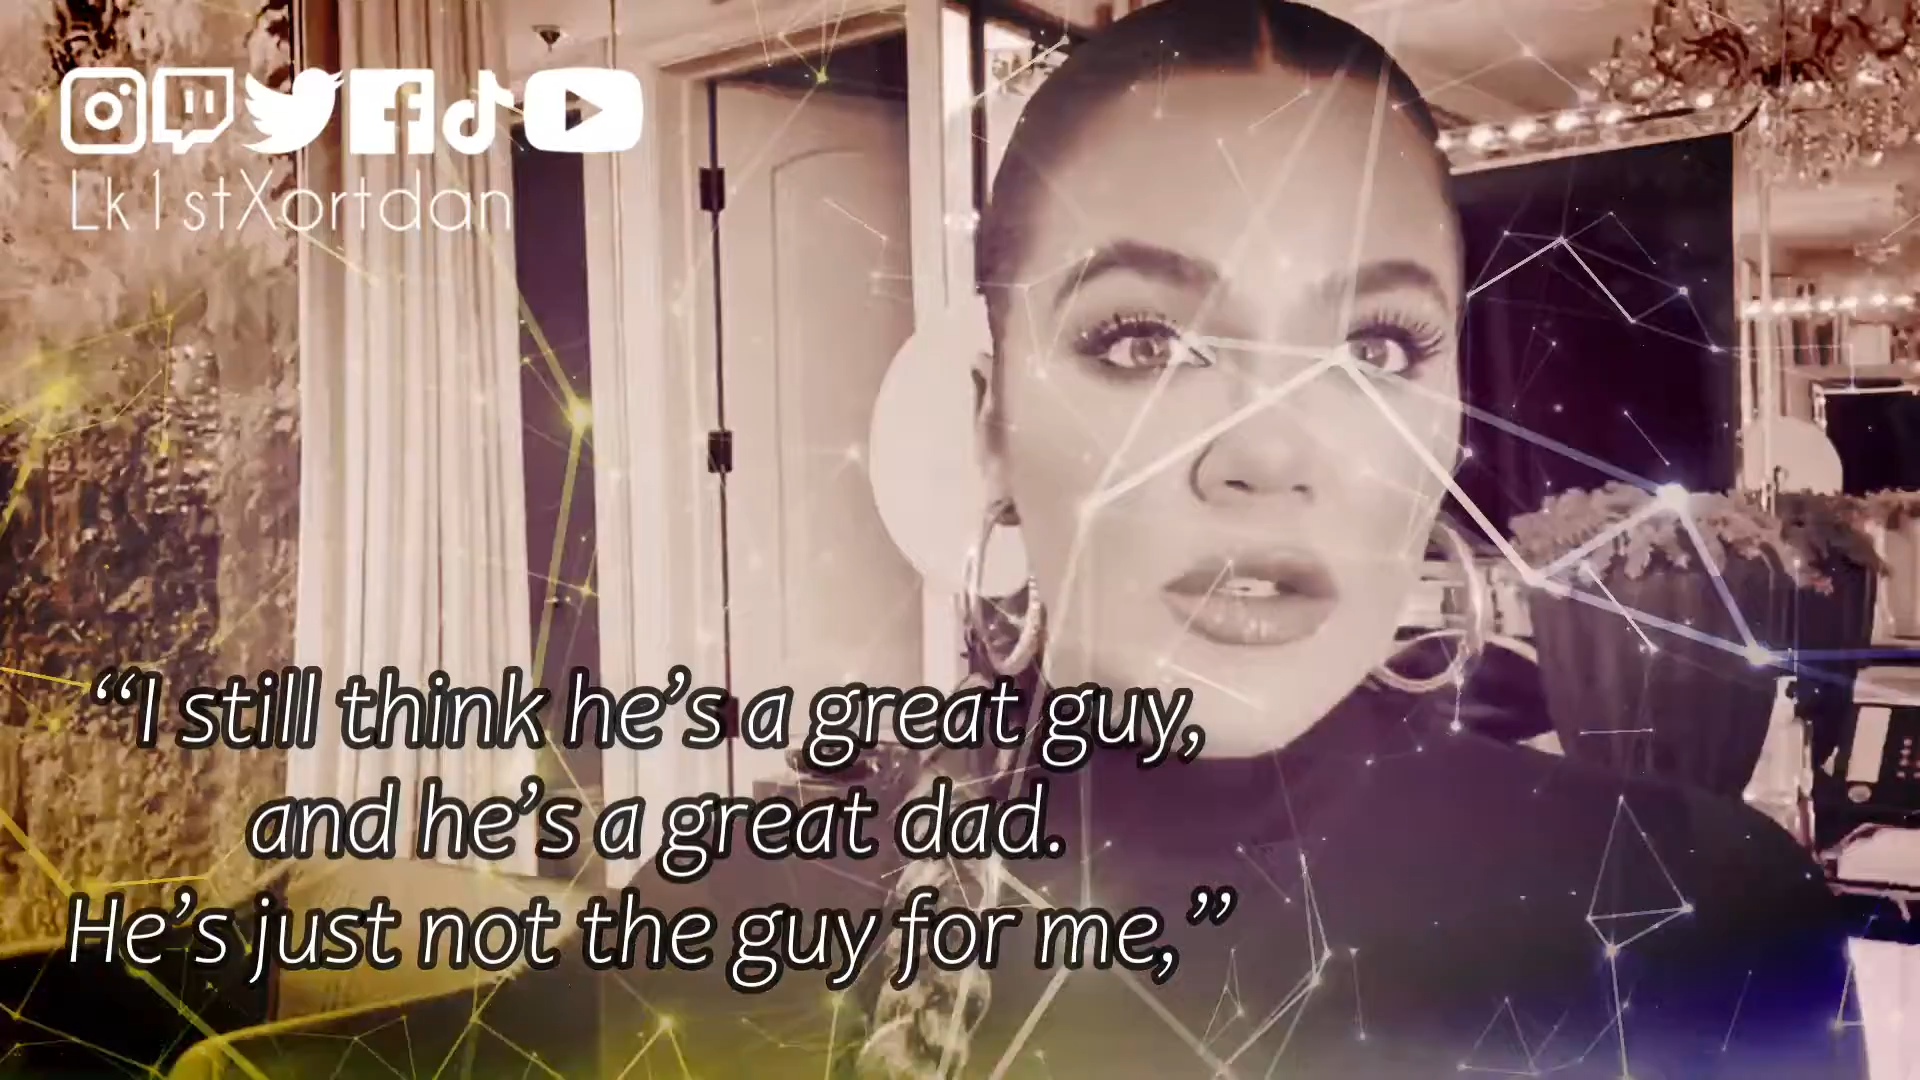 Lk1stXortdan
“I still think he’s a great guy,
and he’s a great dad.
He’s just not the guy for me,”